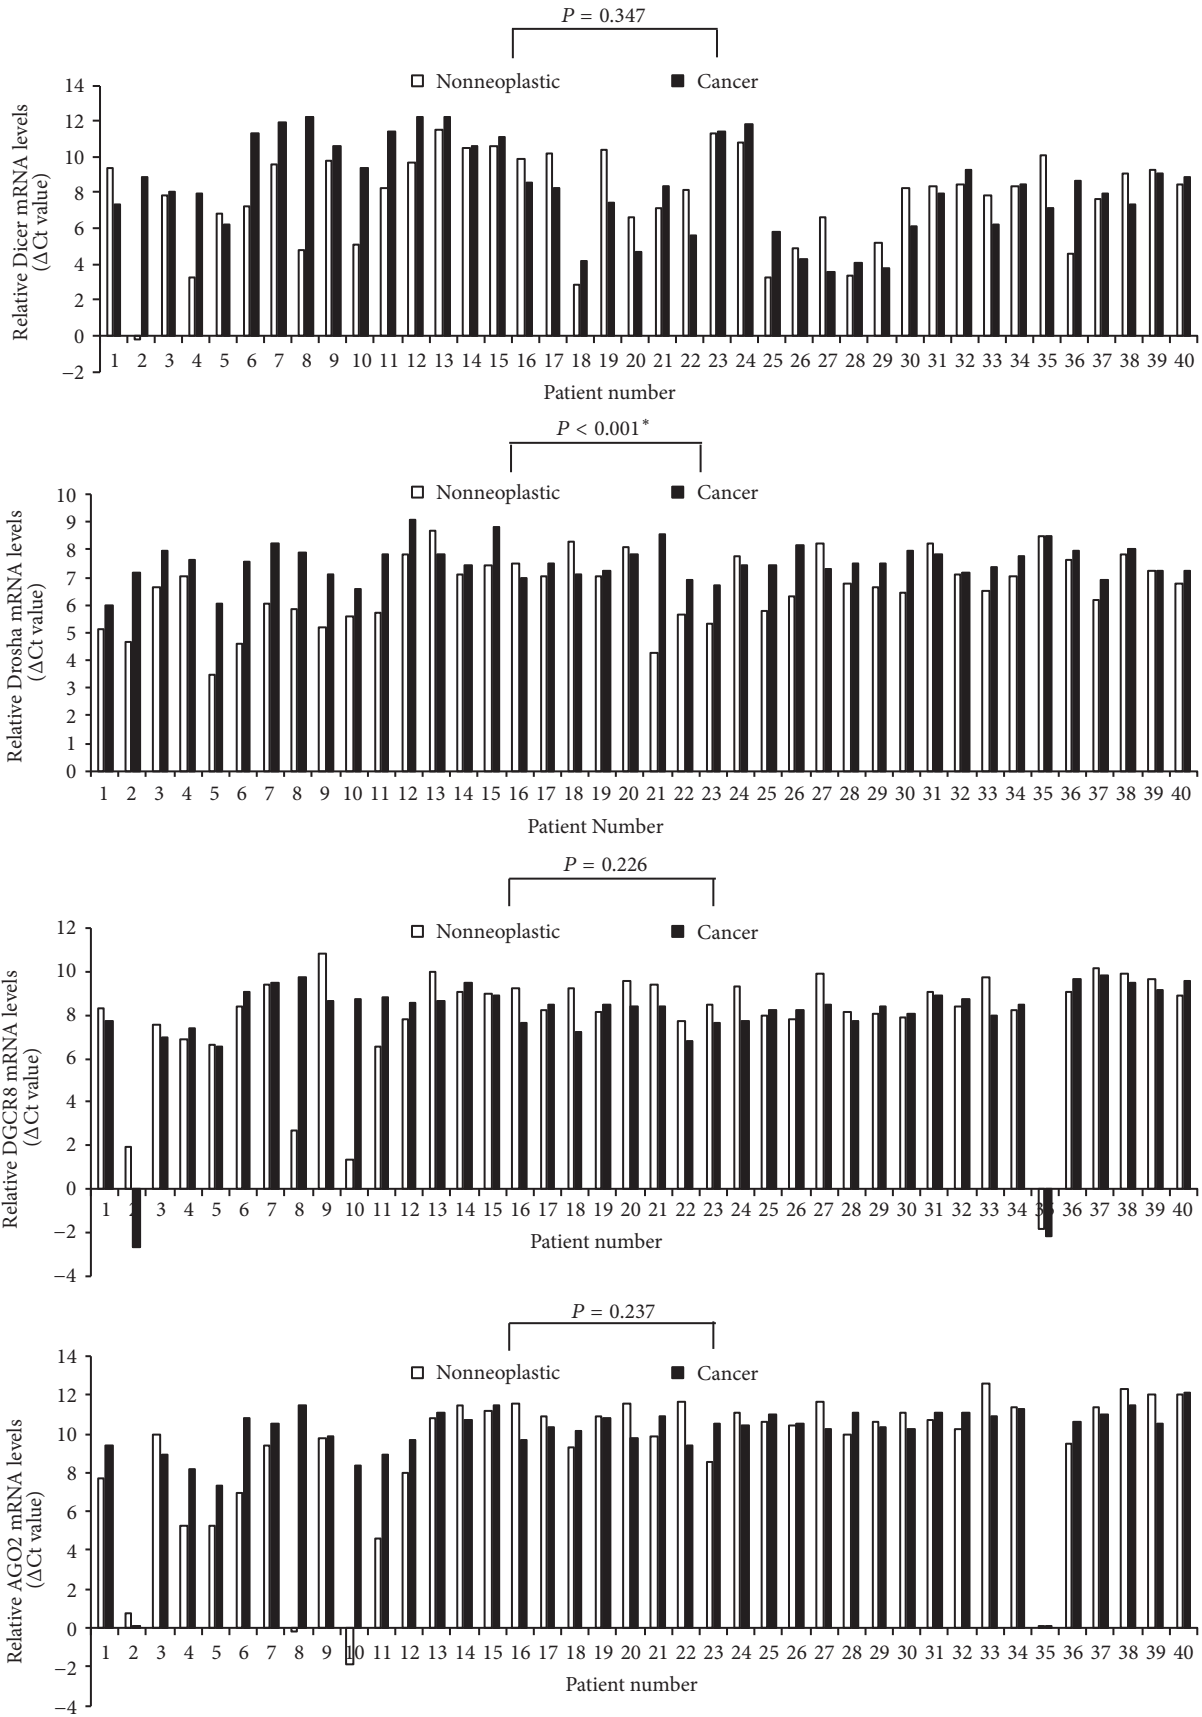 P = 0.347
Nonneoplastic Cancer
Relative Dicer mRNA levels
(ΔCt value)
14
12
10
8
6
4
2
0
−2
1 2 3 4 5 6 7 8 9 10 11 12 13 14 15 16 17 18 19 20 21 22 23 24 25 26 27 28 29 30 31 32 33 34 35 36 37 38 39 40
Patient number
P < 0.001*
Nonneoplastic Cancer
Relative Drosha mRNA levels
(ΔCt value)
10
9
8
7
6
5
4
3
2
1
0
1 2 3 4 5 6 7 8 9 10 11 12 13 14 15 16 17 18 19 20 21 22 23 24 25 26 27 28 29 30 31 32 33 34 35 36 37 38 39 40
Patient Number
P = 0.226
Nonneoplastic Cancer
Relative DGCR8 mRNA levels
(ΔCt value)
12
10
8
6
4
2
0
−2
−4
1 2 3 4 5 6 7 8 9 10 11 12 13 14 15 16 17 18 19 20 21 22 23 24 25 26 27 28 29 30 31 32 33 34 35 36 37 38 39 40
Patient number
P = 0.237
Nonneoplastic Cancer
Relative AGO2 mRNA levels
(ΔCt value)
14
12
10
8
6
4
2
0
−2
−4
1 2 3 4 5 6 7 8 9 10 11 12 13 14 15 16 17 18 19 20 21 22 23 24 25 26 27 28 29 30 31 32 33 34 35 36 37 38 39 40
Patient number